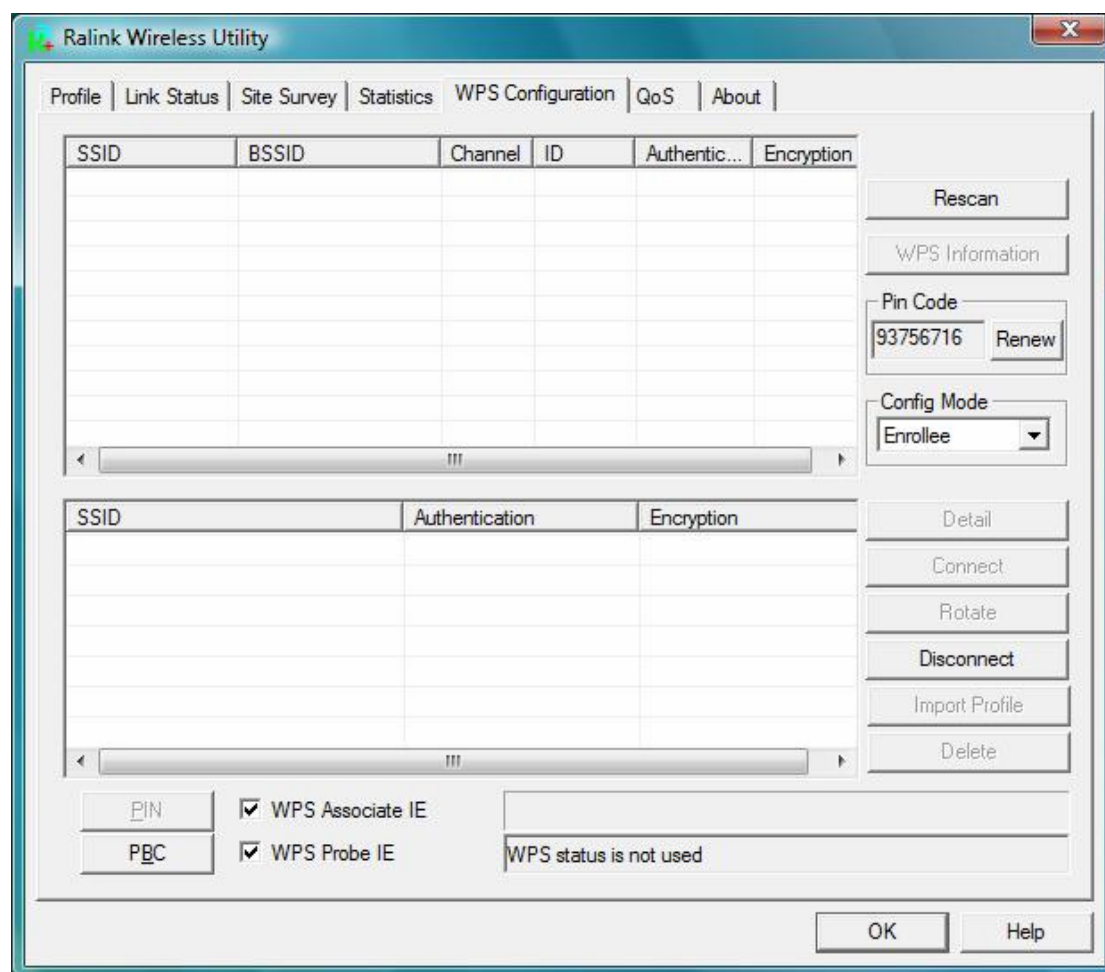 Ralink Wireless Utility
Profile Link Status Site Survey Statistics WPS Configuration QoS About
SSID BSSID Channel ID Authentic... Encryption
Rescan
WPS Information
Pin Code
93756716 Renew
Config Mode
Enrollee
SSID Authentication Encryption
Detail
Connect
Rotate
Disconnect
Import Profile
Delete
PIN WPS Associate IE
PBC WPS Probe IE WPS status is not used
OK Help